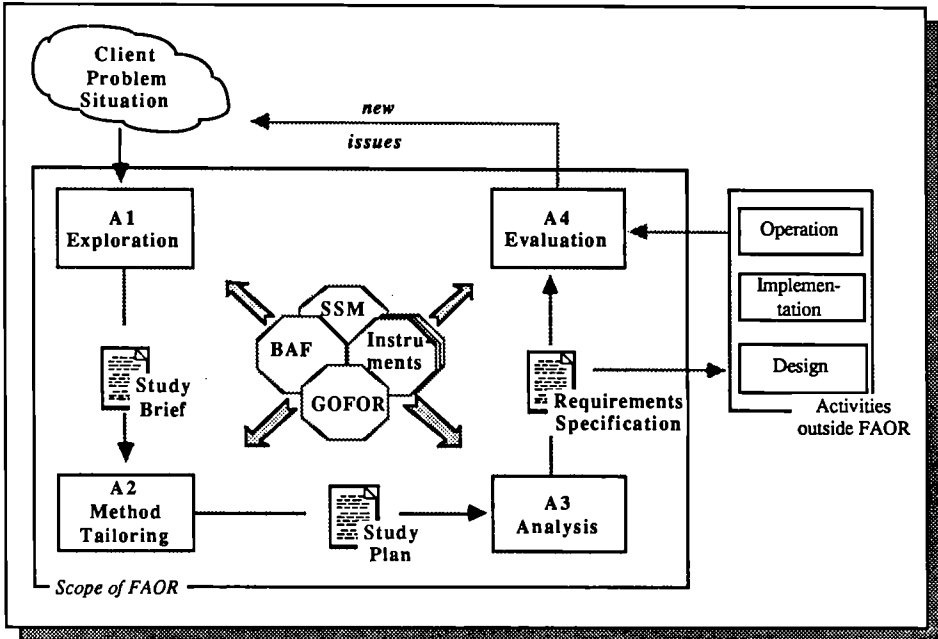 Client
Problem
Situation
new
issues
A1
Exploration
A4
Evaluation
Operation
Implemen-
tation
Design
Activities
outside FAOR
SSM
BAF
Instru-
ments
GOFOR
Study
Brief
Requirements
Specification
A2
Method
Tailoring
Study
Plan
A3
Analysis
Scope of FAOR